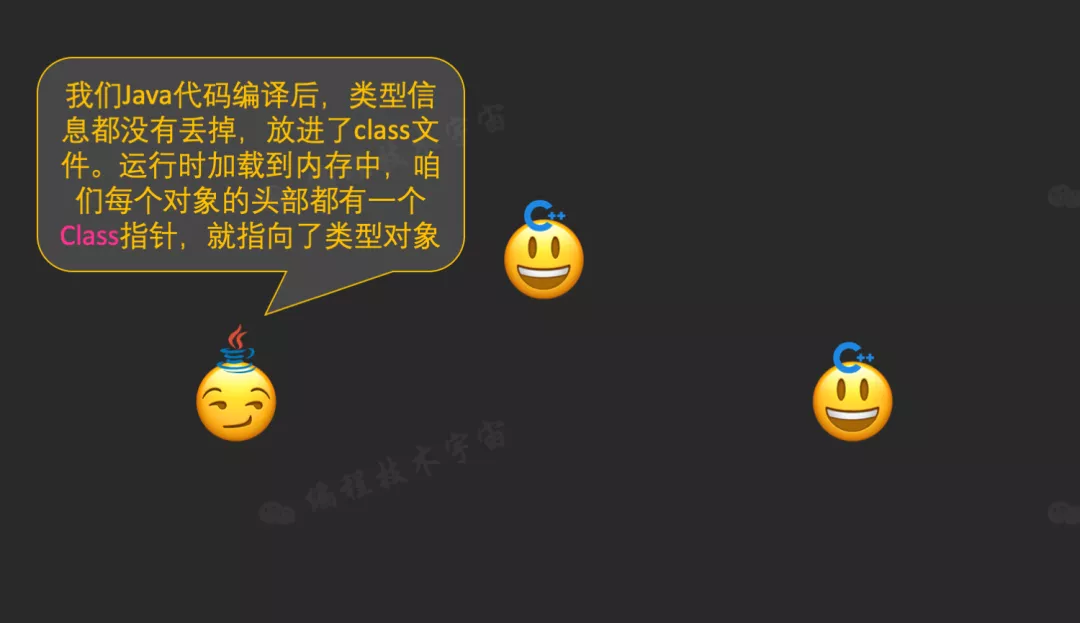 我们Java代码编译后，类型信
息都没有丢掉，放进了class文
件。运行时加载到内存中，咱
们每个对象的头部都有一个
Class指针，就指向了类型对象
C++
C++
编程技术宇宙